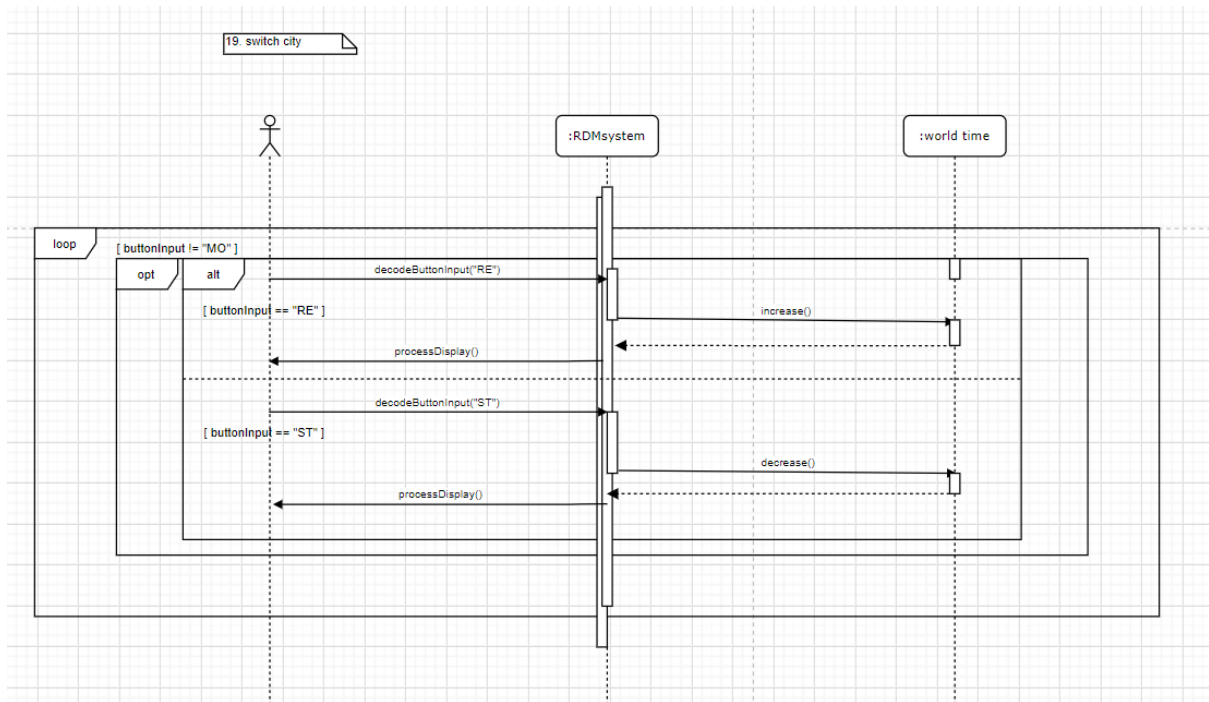 19. switch city
:RDMsystem
:world time
loop
[ buttonInput != "MO" ]
opt
alt
decodeButtonInput("RE")
[ buttonInput == "RE" ]
increase()
processDisplay()
decodeButtonInput("ST")
[ buttonInput == "ST" ]
decrease()
processDisplay()